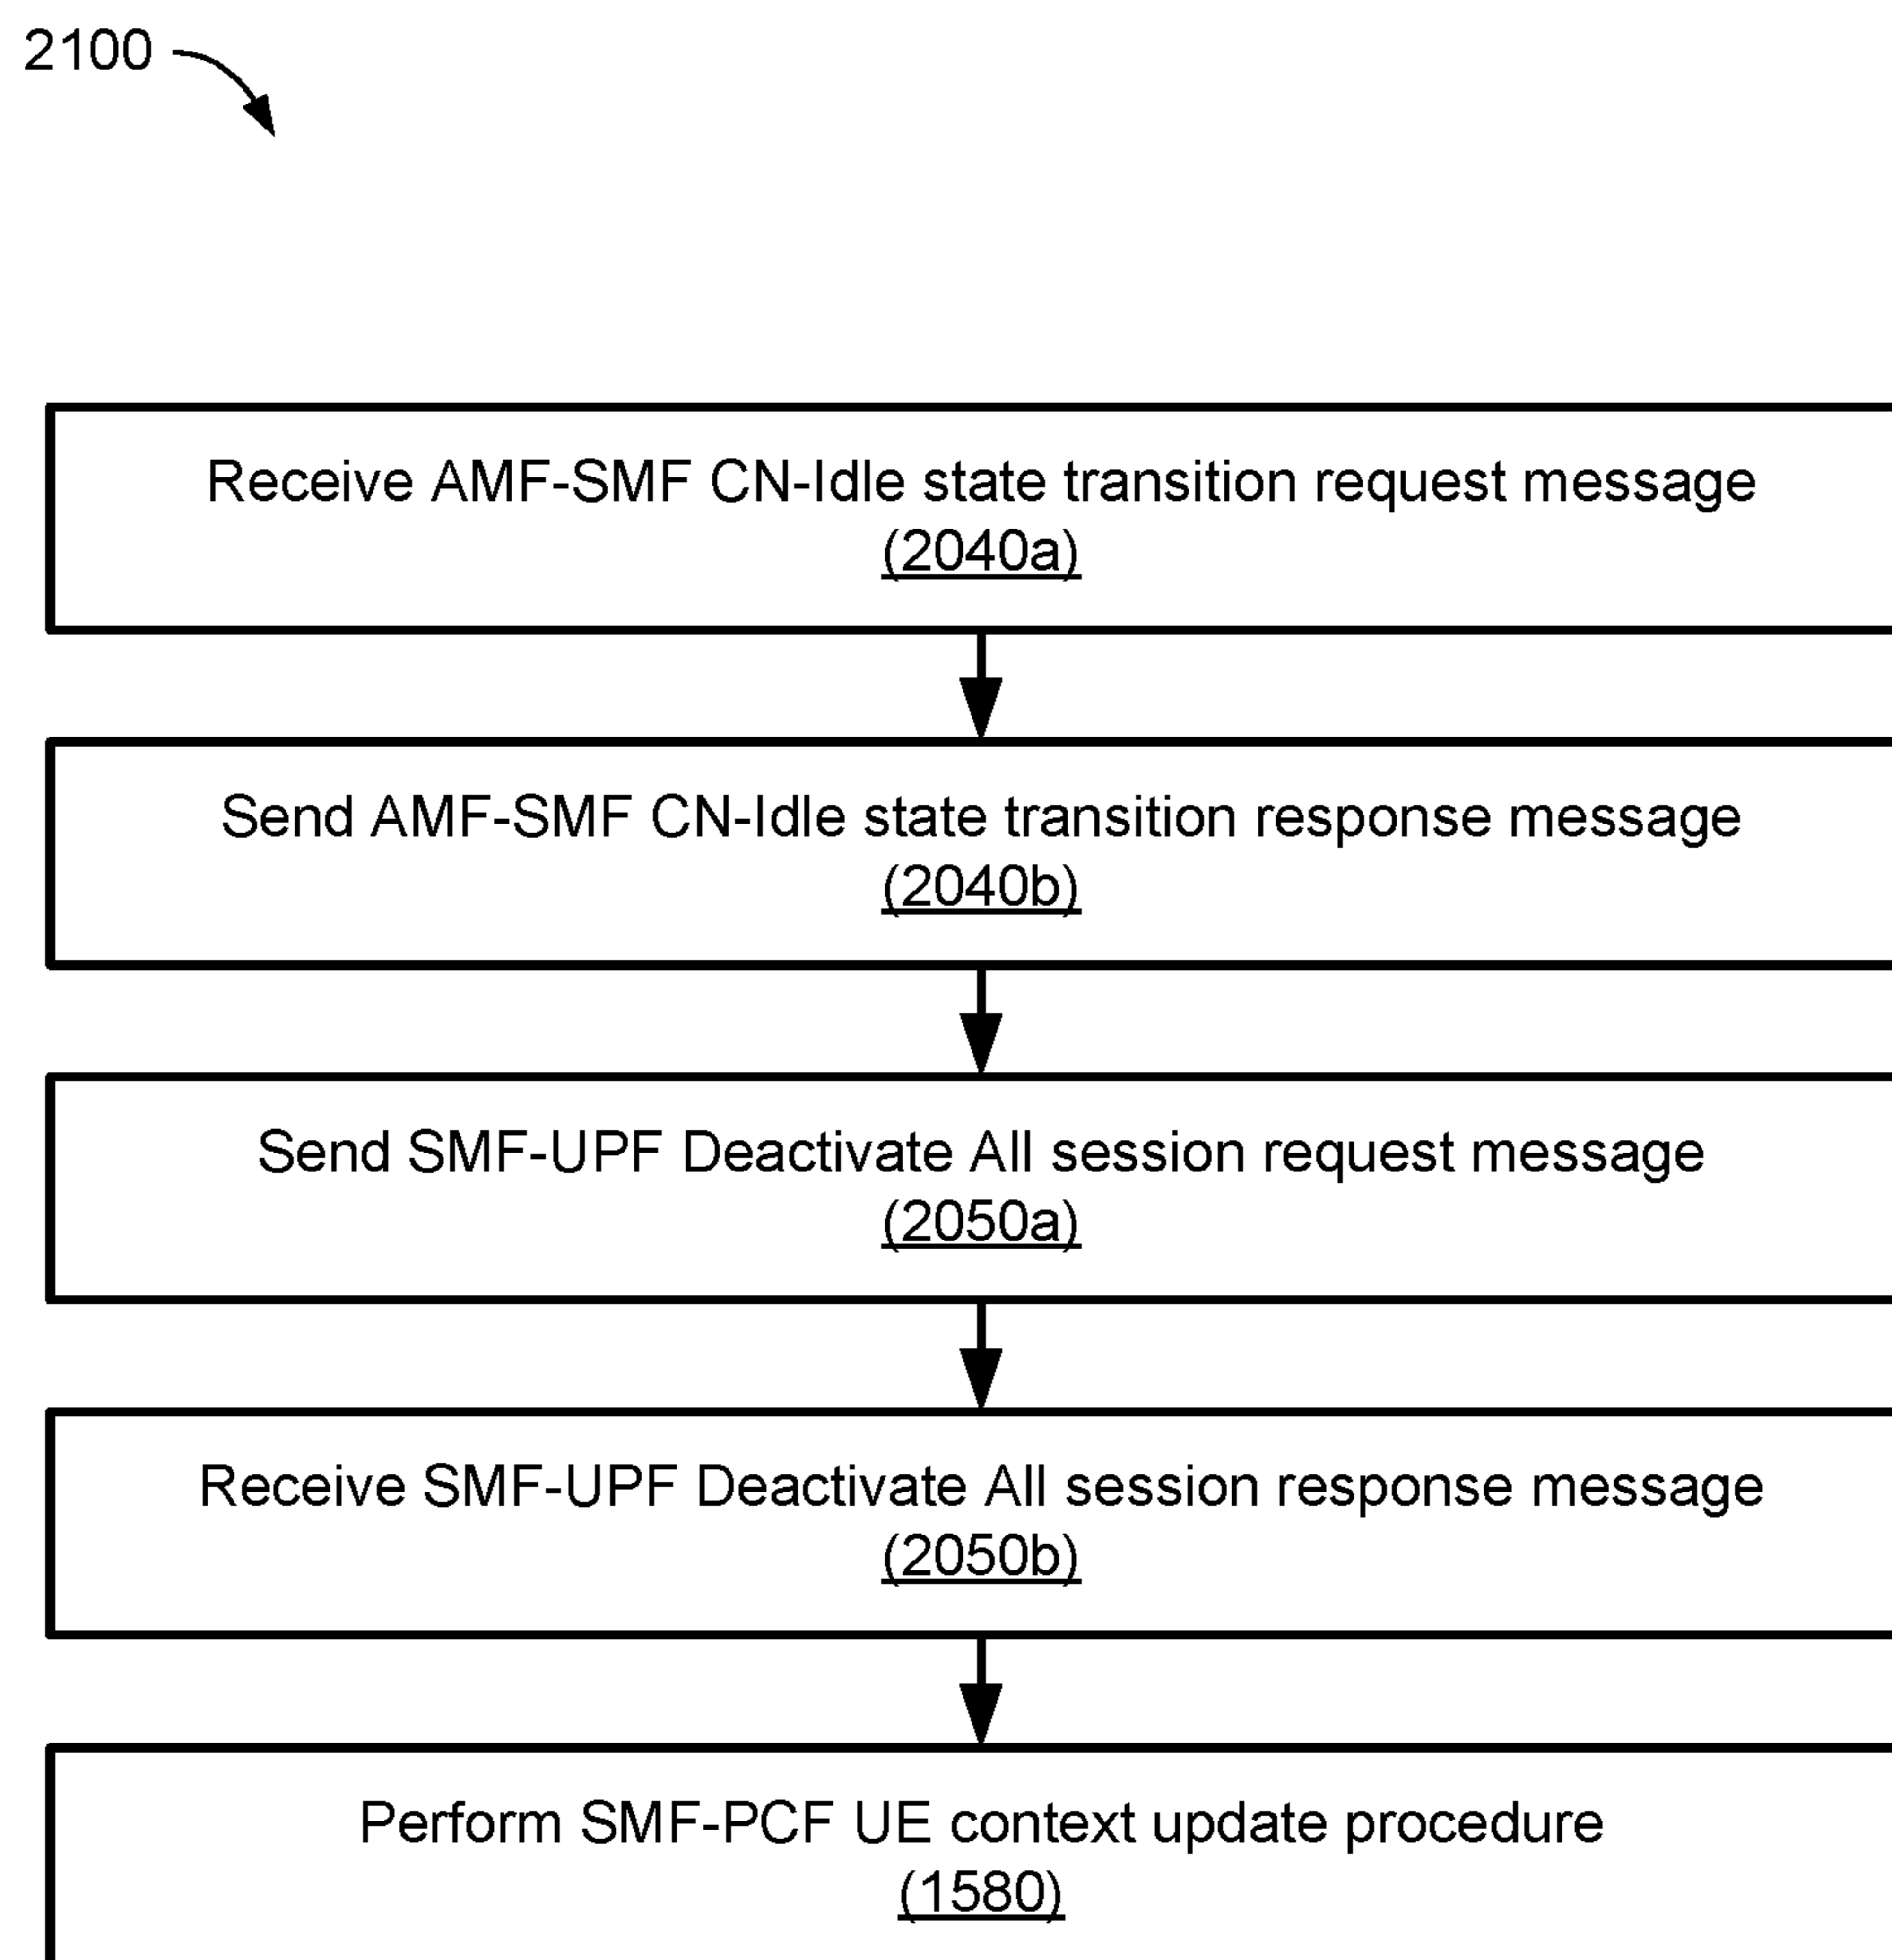 2100
Receive AMF-SMF CN-Idle state transition request message
(2040a)
Send AMF-SMF CN-Idle state transition response message
(2040b)
Send SMF-UPF Deactivate All session request message
(2050a)
Receive SMF-UPF Deactivate All session response message
(2050b)
Perform SMF-PCF UE context update procedure
(1580)